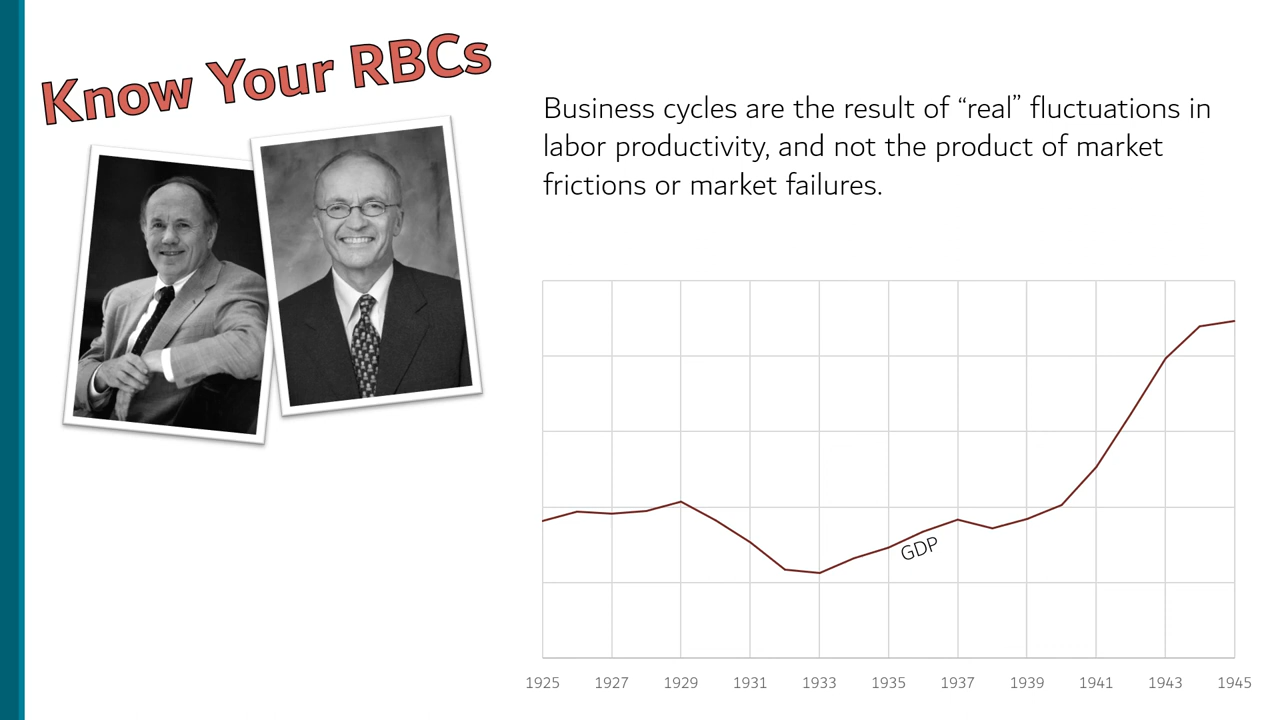 Know Your RBCs
Business cycles are the result of “real” fluctuations in
labor productivity, and not the product of market
frictions or market failures.
GDP
1925 1927 1929 1931 1933 1935 1937 1939 1941 1943 1945